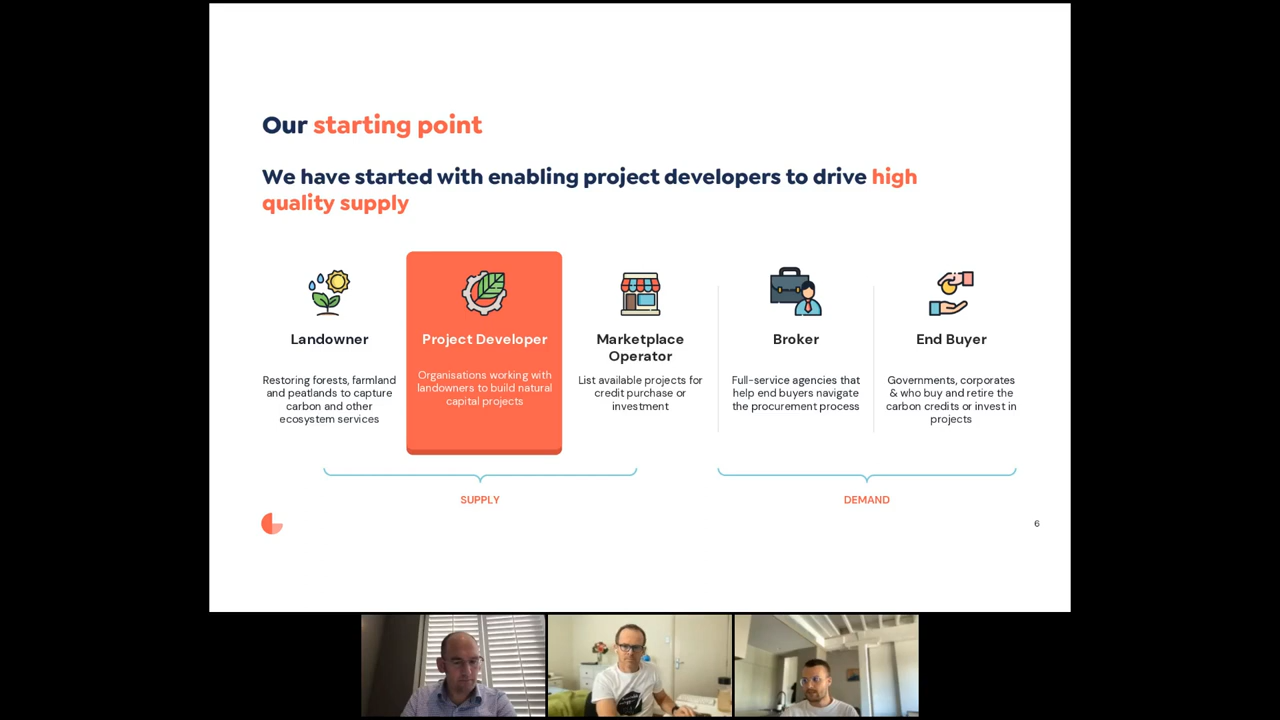 Our starting point
We have started with enabling project developers to drive high
quality supply
Landowner
Restoring forests, farmland
and peatlands to capture
carbon and other
ecosystem services
Project Developer
Organisations working with
landowners to build natural
capital projects
Marketplace
Operator
List available projects for
credit purchase or
investment
Broker
Full-service agencies that
help end buyers navigate
the procurement process
End Buyer
Governments, corporates
& who buy and retire the
carbon credits or invest in
projects
SUPPLY
DEMAND
6